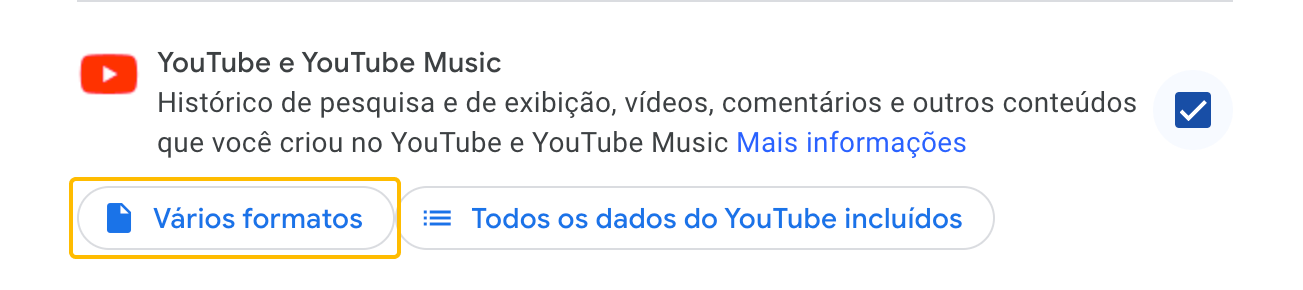 YouTube e YouTube Music
Histórico de pesquisa e de exibição, vídeos, comentários e outros conteúdos
que você criou no YouTube e YouTube Music Mais informações
Vários formatos
Todos os dados do YouTube incluídos